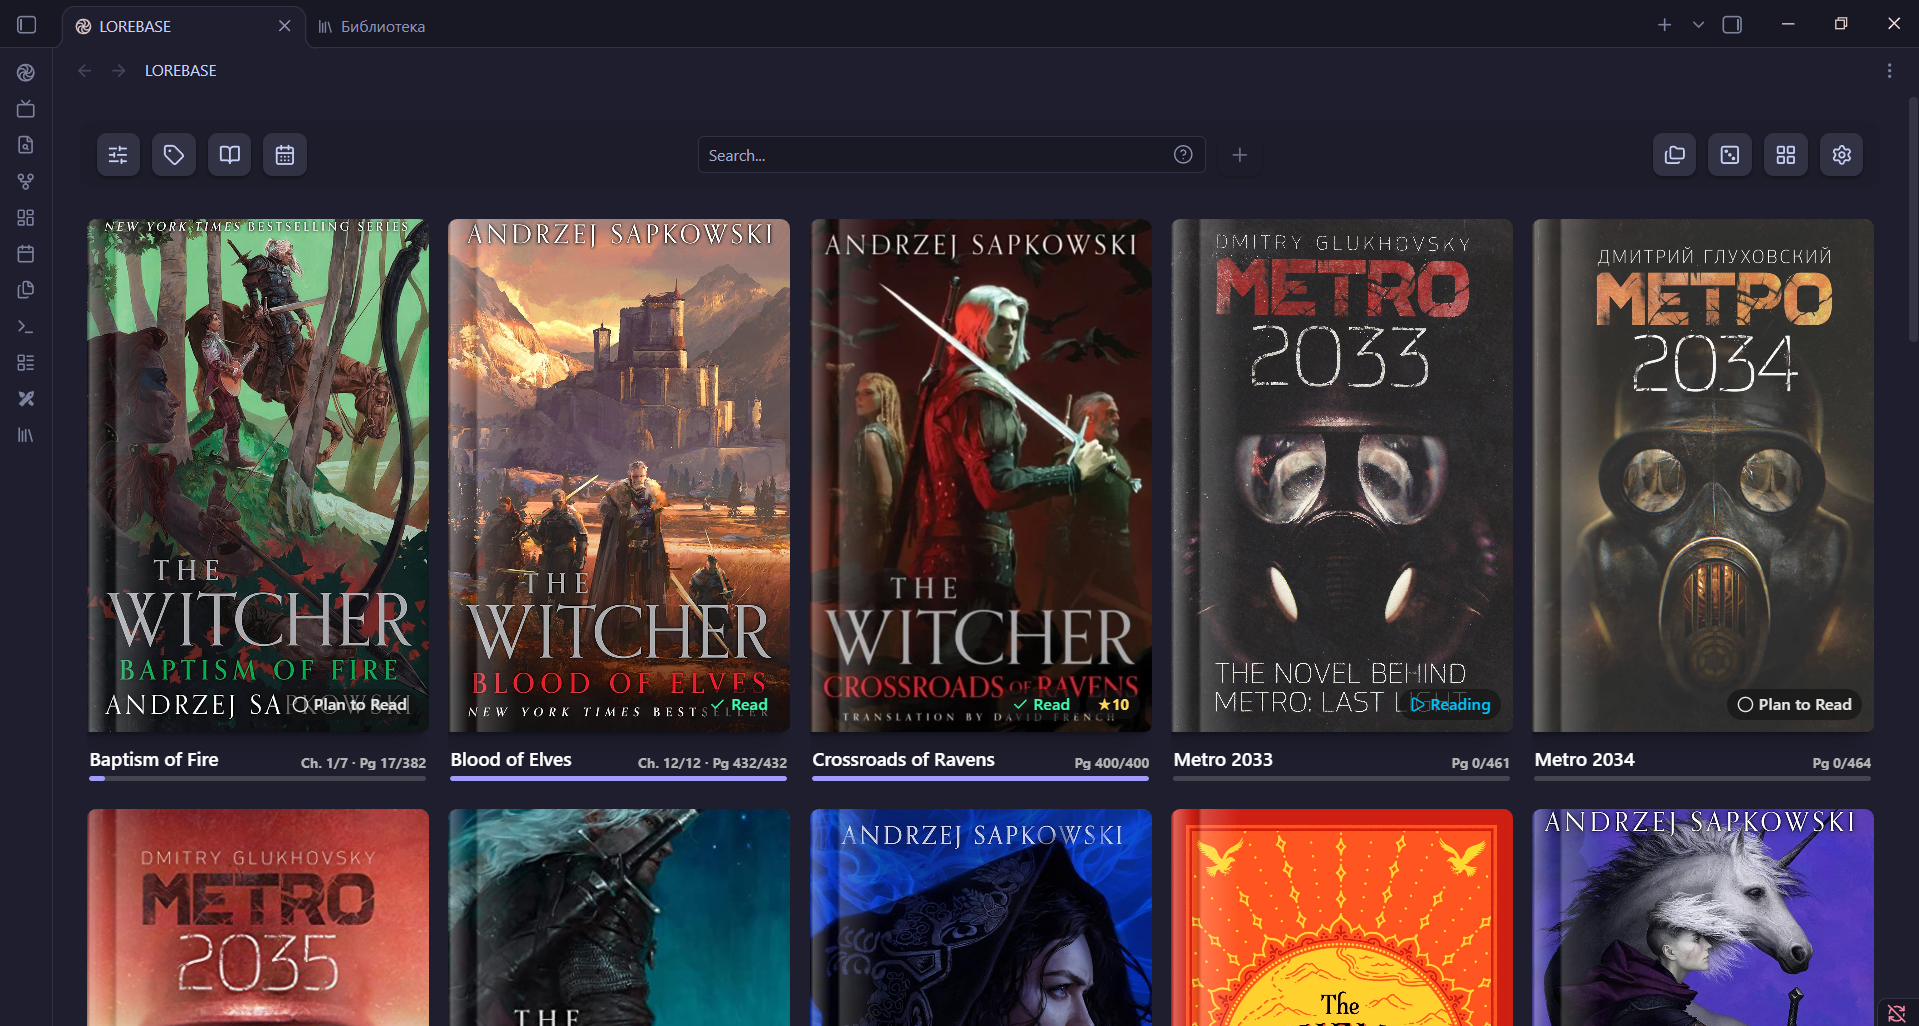 LOREBASE
Библиотека
LOREBASE
Search...
NEW YORK TIMES BESTSELLING SERIES
THE
WITCHER
BAPTISM OF FIRE
ANDRZEJ SAPKOWSKI
Plan to Read
Baptism of Fire
Ch. 1/7 · Pg 17/382
ANDRZEJ SAPKOWSKI
THE
WITCHER
BLOOD OF ELVES
NEW YORK TIMES BESTSELLER
Read
Blood of Elves
Ch. 12/12 · Pg 432/432
ANDRZEJ SAPKOWSKI
THE
WITCHER
CROSSROADS OF RAVENS
TRANSLATION BY DAVID FRENCH
Read
★10
Crossroads of Ravens
Pg 400/400
DMITRY GLUKHOVSKY
METRO
2033
THE NOVEL BEHIND
METRO: LAST LIGHT
Reading
Metro 2033
Pg 0/461
ДМИТРИЙ ГЛУХОВСКИЙ
МЕТРО
2034
Plan to Read
Metro 2034
Pg 0/464
DMITRY GLUKHOVSKY
METRO
2035
THE
ANDRZEJ SAPKOWSKI
The
ANDRZEJ SAPKOWSKI